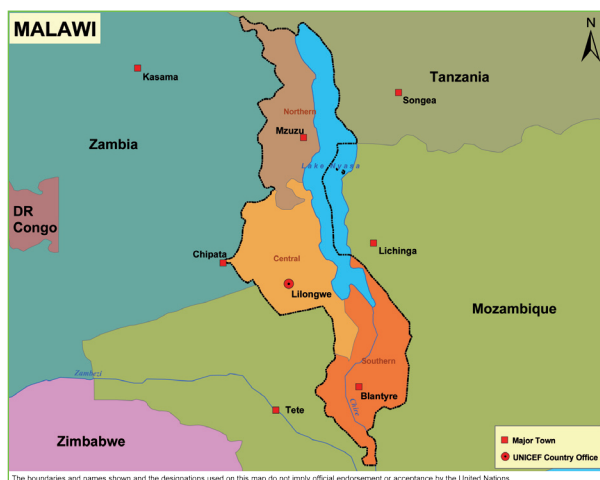 MALAWI
N
Kasama
Tanzania
Songea
Northern
Mzuzu
Zambia
Lake Nyasa
DR
Congo
Chipata
Lichinga
Central
Lilongwe
Mozambique
Southern
Zambezi
Blantyre
Chire
Tete
Zimbabwe
Major Town
UNICEF Country Office
The boundaries and names shown and the designations used on this map do not imply official endorsement or acceptance by the United Nations.